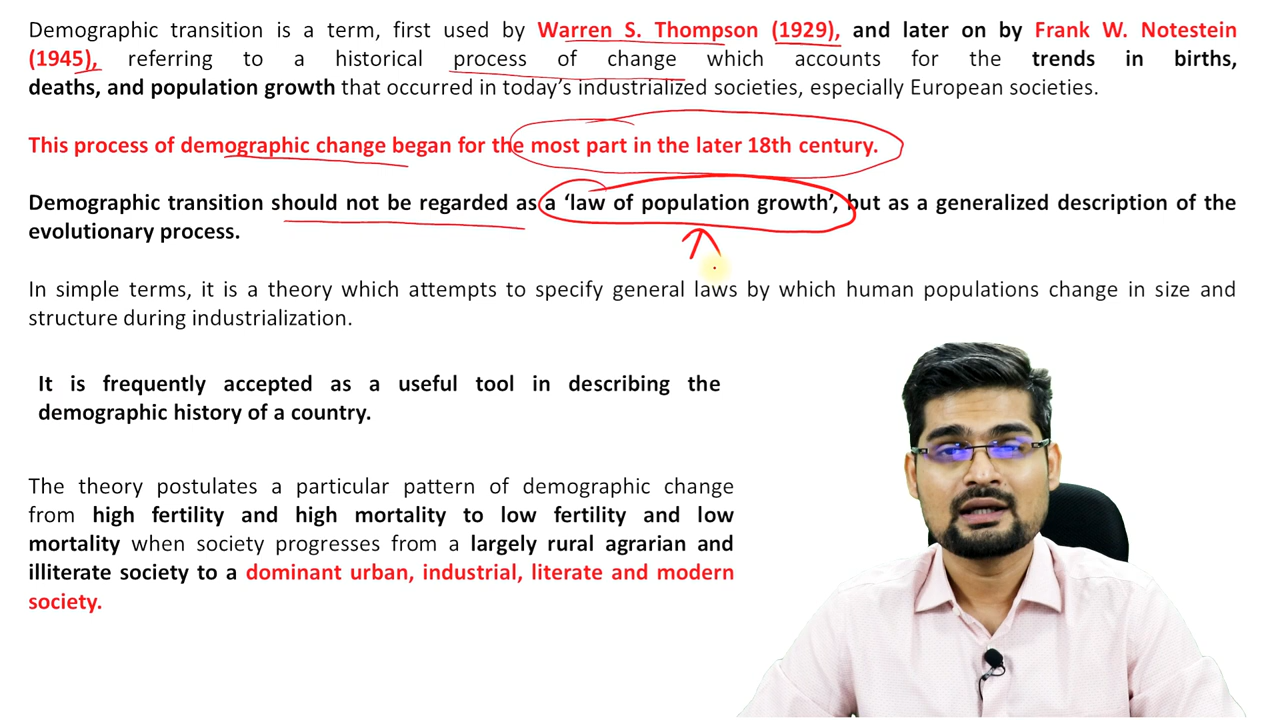 Demographic transition is a term, first used by Warren S. Thompson (1929), and later on by Frank W. Notestein
(1945), referring to a historical process of change which accounts for the trends in births,
deaths, and population growth that occurred in today’s industrialized societies, especially European societies.
This process of demographic change began for the most part in the later 18th century.
Demographic transition should not be regarded as a ‘law of population growth’, but as a generalized description of the
evolutionary process.
In simple terms, it is a theory which attempts to specify general laws by which human populations change in size and
structure during industrialization.
It is frequently accepted as a useful tool in describing the
demographic history of a country.
The theory postulates a particular pattern of demographic change
from high fertility and high mortality to low fertility and low
mortality when society progresses from a largely rural agrarian and
illiterate society to a dominant urban, industrial, literate and modern
society.